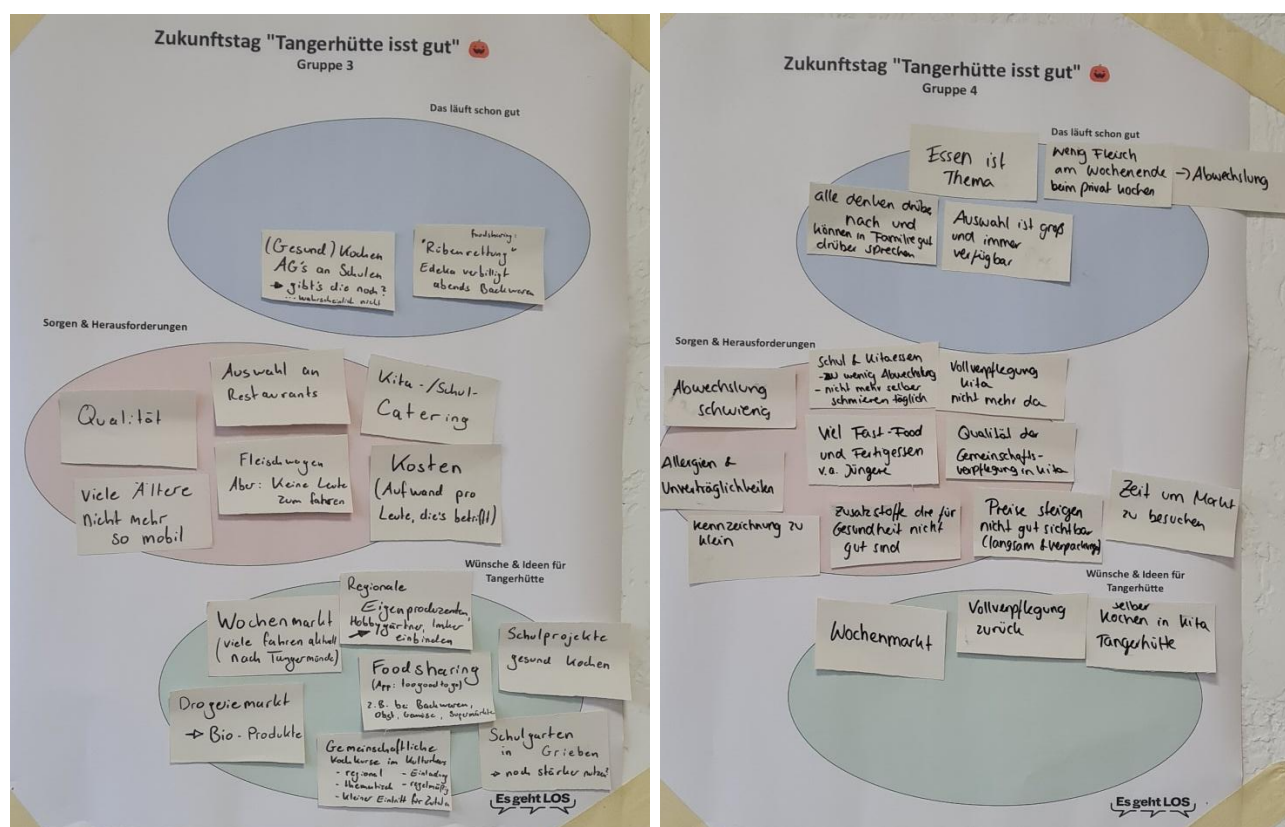 Zukunftstag "Tangerhütte isst gut"
Gruppe 3
Das läuft schon gut
(Gesund) Kochen
AG's an Schulen
→ gibt's die noch?
... wahrscheinlich nicht
Foodsharing:
"Rübenrettung"
Edeka verbilligt
abends Backwaren
Sorgen & Herausforderungen
Qualität
Auswahl an
Restaurants
Kita-/Schul-
Catering
Viele Ältere
nicht mehr
so mobil
Fleischwagen
Aber: Keine Leute
zum fahren
Kosten
(Aufwand pro
Leute, die's betrifft)
Wünsche & Ideen für
Tangerhütte
Wochenmarkt
(viele fahren aktuell
nach Tangermünde)
Regionale
Eigenproduzenten,
Hobbygärtner, Imker
einbinden
Schulprojekte
gesund kochen
Foodsharing
(App: toogoodtogo)
z.B. bei Backwaren,
Obst, Gemüse, Supermärkte
Drogeriemarkt
→ Bio-Produkte
Gemeinschaftliche
Kochkurse im Kulturhaus
- regional - Einladung
- thematisch - regelmäßig
- kleiner Eintritt für Zutaten
Schulgarten
in Grieben
→ noch stärker nutzen?
Es geht LOS
Zukunftstag "Tangerhütte isst gut"
Gruppe 4
Das läuft schon gut
Essen ist
Thema
wenig Fleisch
am Wochenende
beim privat kochen
→ Abwechslung
alle denken drübe
nach und
können in Familie gut
drüber sprechen
Auswahl ist groß
und immer
verfügbar
Sorgen & Herausforderungen
Abwechslung
schwierig
Schul & Kitaessen
- zu wenig Abwechslung
- nicht mehr selber
schmieren täglich
Vollverpflegung
Kita
nicht mehr da
Allergien &
Unverträglichkeiten
Viel Fast-Food
und Fertigessen
v.a. Jüngere
Qualität der
Gemeinschafts-
verpflegung in Kita
kennzeichnung zu
klein
Zusatzstoffe die für
Gesundheit nicht
gut sind
Preise steigen
nicht gut sichtbar
(langsam & Verpackung)
Zeit um Markt
zu besuchen
Wünsche & Ideen für
Tangerhütte
Wochenmarkt
Vollverpflegung
zurück
selber
kochen in Kita
Tangerhütte
Es geht LOS